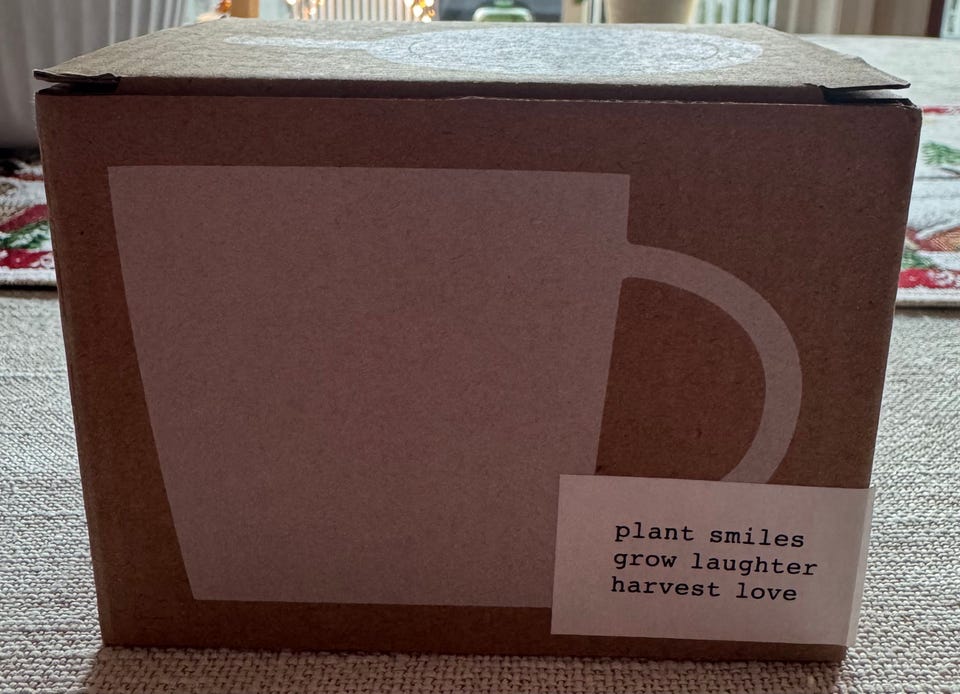 plant smiles
grow laughter
harvest love